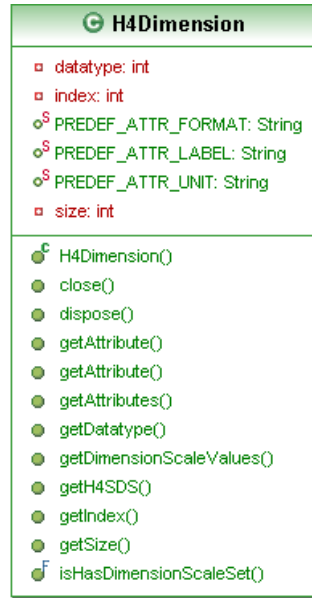 C H4Dimension
datatype: int
index: int
S PREDEF_ATTR_FORMAT: String
S PREDEF_ATTR_LABEL: String
S PREDEF_ATTR_UNIT: String
size: int
C H4Dimension()
close()
dispose()
getAttribute()
getAttribute()
getAttributes()
getDatatype()
getDimensionScaleValues()
getH4SDS()
getIndex()
getSize()
F isHasDimensionScaleSet()